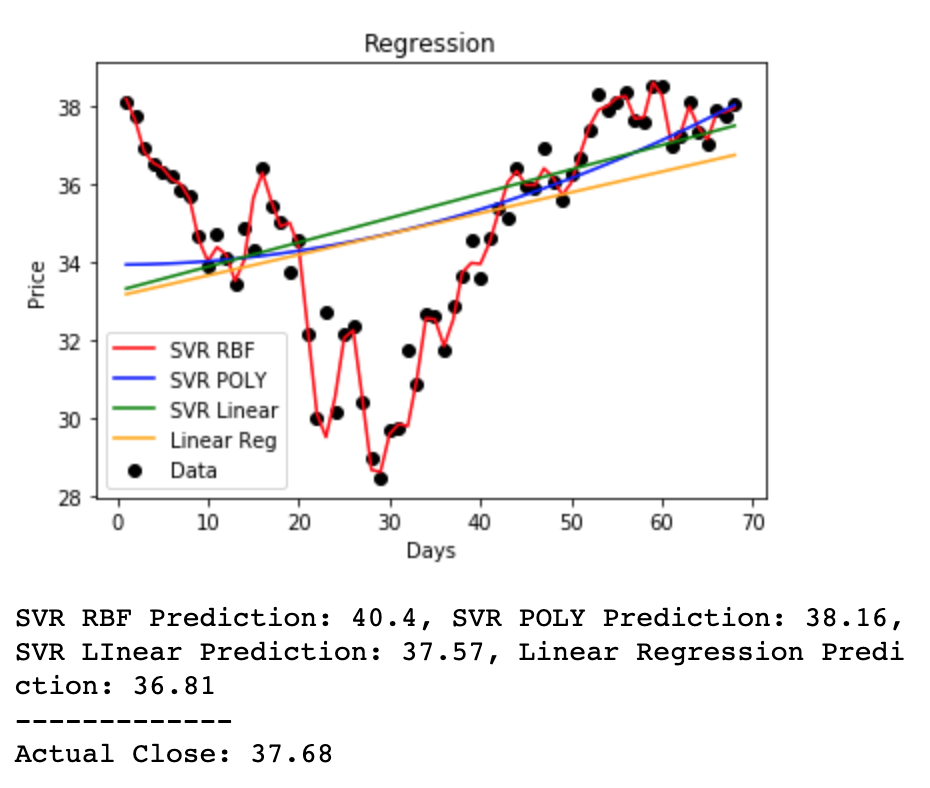 Regression
38
36
34
32
30
28
Price
SVR RBF
SVR POLY
SVR Linear
Linear Reg
Data
0 10 20 30 40 50 60 70
Days
SVR RBF Prediction: 40.4, SVR POLY Prediction: 38.16,
SVR LInear Prediction: 37.57, Linear Regression Predi
ction: 36.81
-------------
Actual Close: 37.68